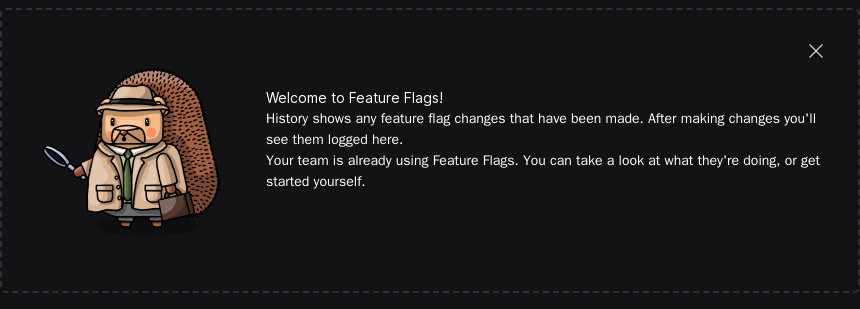 Welcome to Feature Flags!
History shows any feature flag changes that have been made. After making changes you'll
see them logged here.
Your team is already using Feature Flags. You can take a look at what they're doing, or get
started yourself.